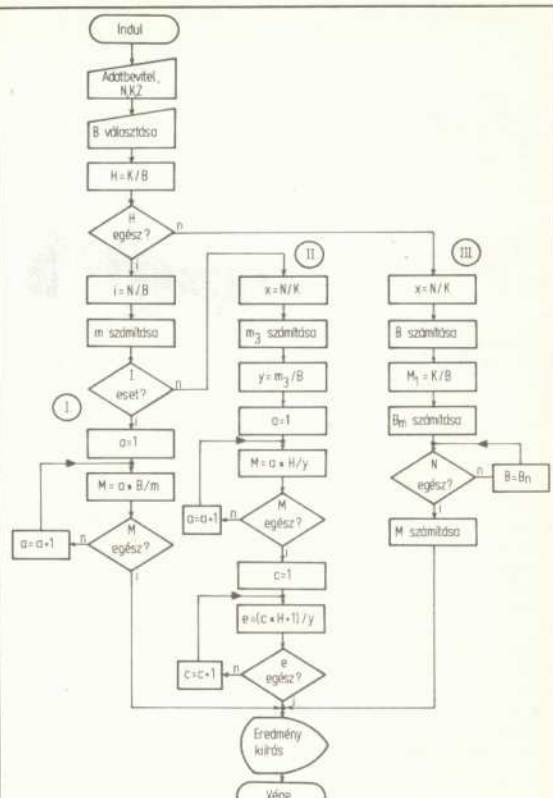 Indul
Adatbevitel,
N,K,Z
B választása
H=K/B
H
egész?
n
i
i=N/B
m számítása
I.
eset?
n
i
I.
a=1
M=a*B/m
M
egész?
n
a=a+1
i
II
x=N/K
m3 számítása
y=m3/B
a=1
M=a*H/y
M
egész?
n
a=a+1
i
c=1
e=(c*H+1)/y
e
egész?
n
c=c+1
i
III.
x=N/K
B számítása
M1=K/B
Bm számítása
N
egész?
n
B=Bn
i
M számítása
Eredmény
kiírás
Vége